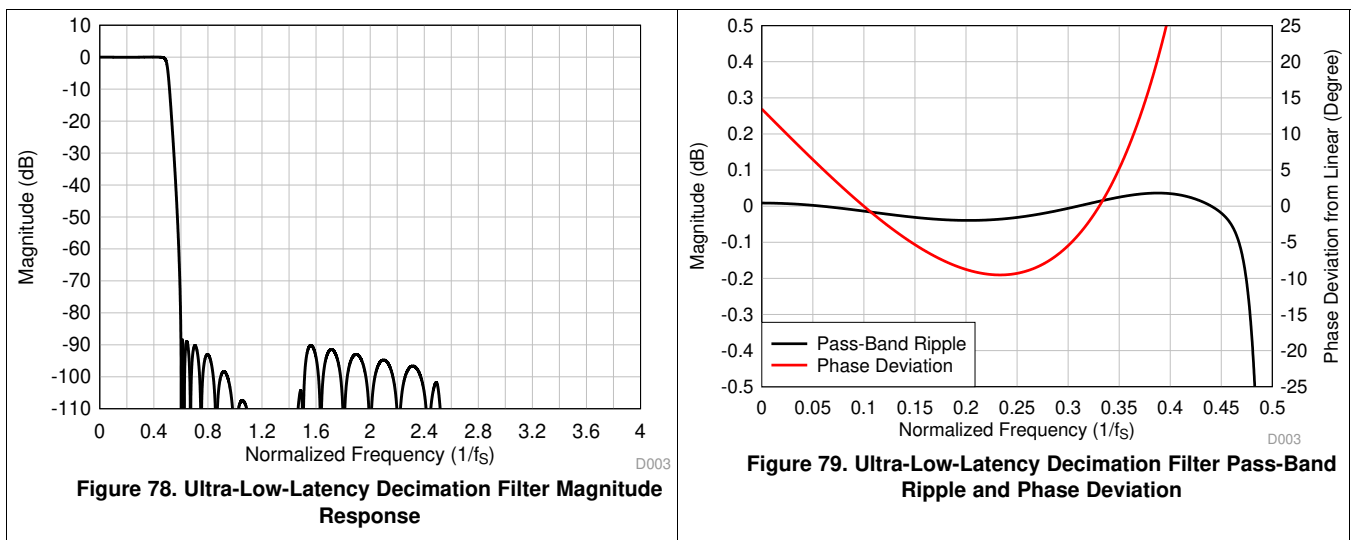 10
0
-10
-20
-30
-40
-50
-60
-70
-80
-90
-100
-110
Magnitude (dB)
0 0.4 0.8 1.2 1.6 2 2.4 2.8 3.2 3.6 4
Normalized Frequency (1/fS)
D003
Figure 78. Ultra-Low-Latency Decimation Filter Magnitude
Response
0.5
0.4
0.3
0.2
0.1
0
-0.1
-0.2
-0.3
-0.4
-0.5
Magnitude (dB)
Pass-Band Ripple
Phase Deviation
25
20
15
10
5
0
-5
-10
-15
-20
-25
Phase Deviation from Linear (Degree)
0 0.05 0.1 0.15 0.2 0.25 0.3 0.35 0.4 0.45 0.5
Normalized Frequency (1/fS)
D003
Figure 79. Ultra-Low-Latency Decimation Filter Pass-Band
Ripple and Phase Deviation